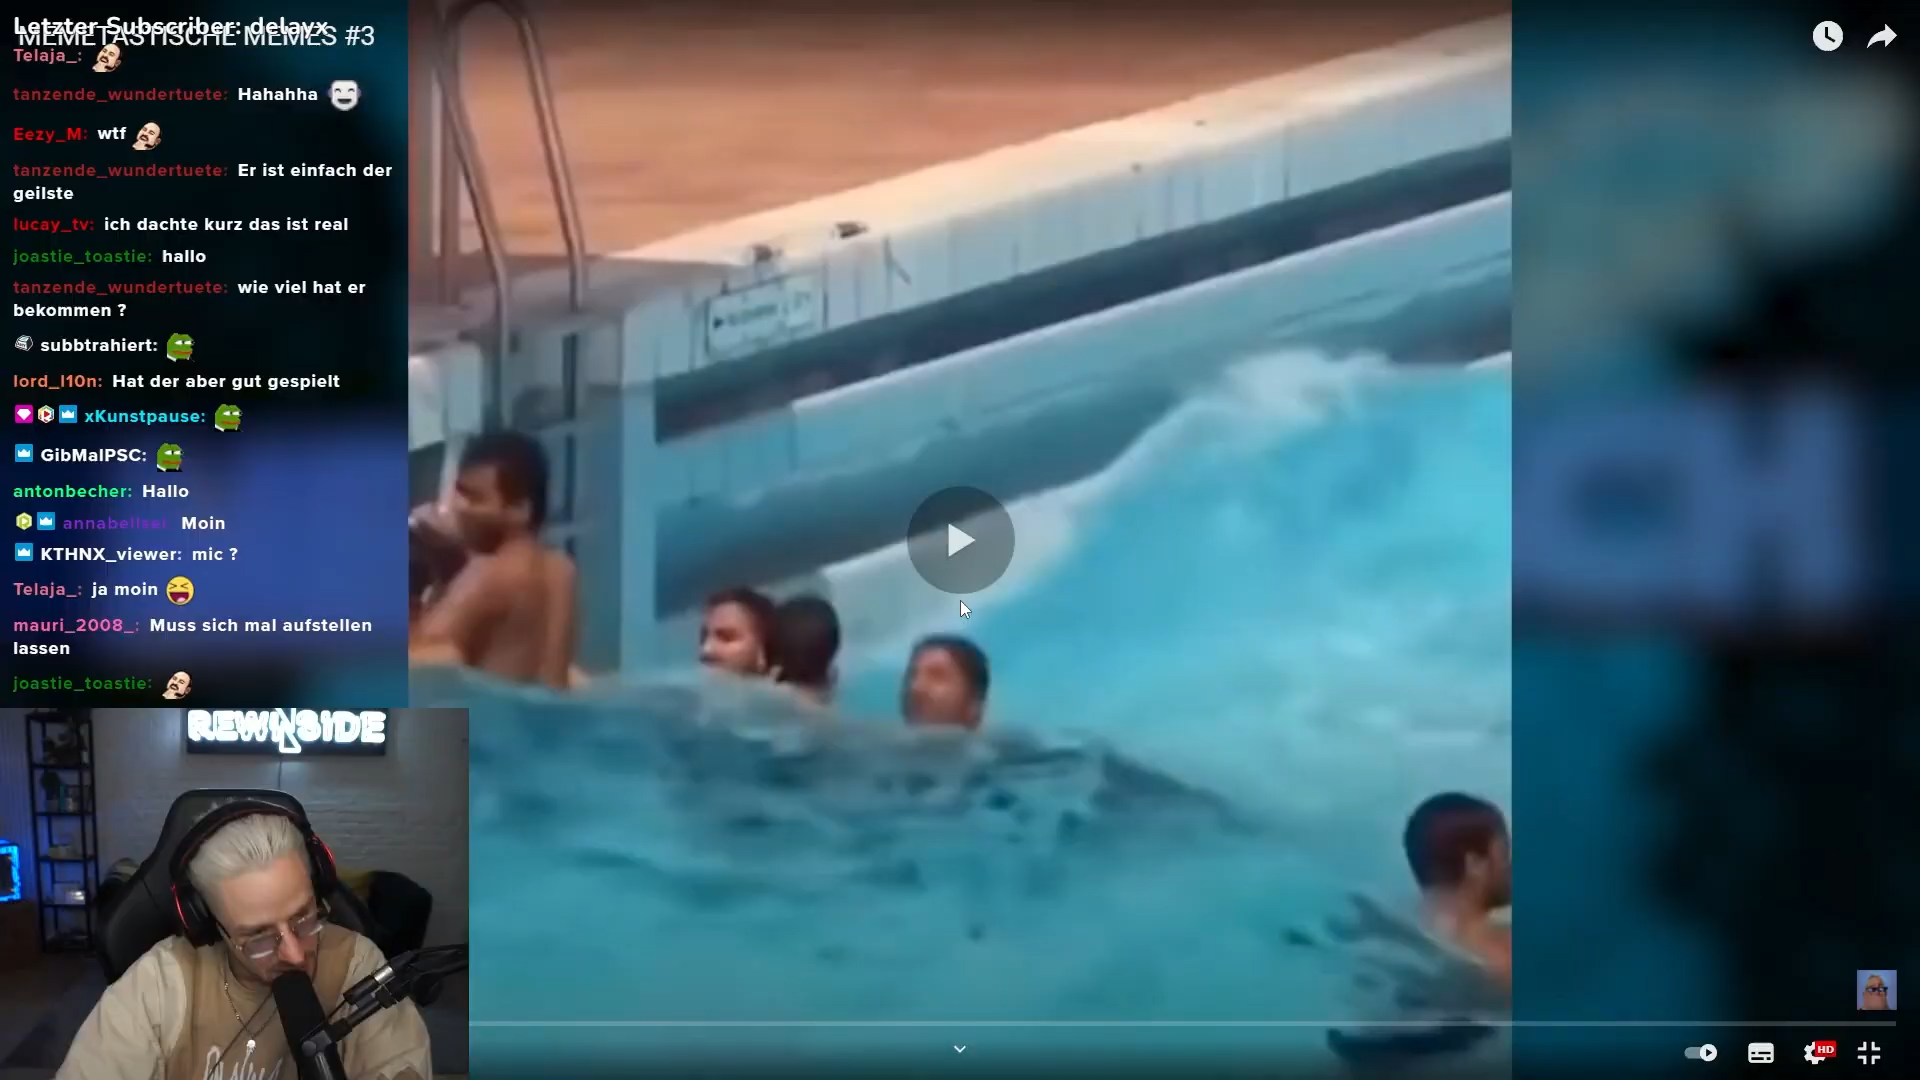 Letzter Subscriber: delayx
MEMETASTISCHE MEMES #3
Telaja_:
tanzende_wundertuete: Hahahha
Eezy_M: wtf
tanzende_wundertuete: Er ist einfach der
geilste
lucay_tv: ich dachte kurz das ist real
joastie_toastie: hallo
tanzende_wundertuete: wie viel hat er
bekommen ?
subbtrahiert:
lord_l10n: Hat der aber gut gespielt
xKunstpause:
GibMalPSC:
antonbecher: Hallo
Moin
KTHNX_viewer: mic ?
Telaja_: ja moin
mauri_2008_: Muss sich mal aufstellen
lassen
joastie_toastie:
REWINSIDE
HD